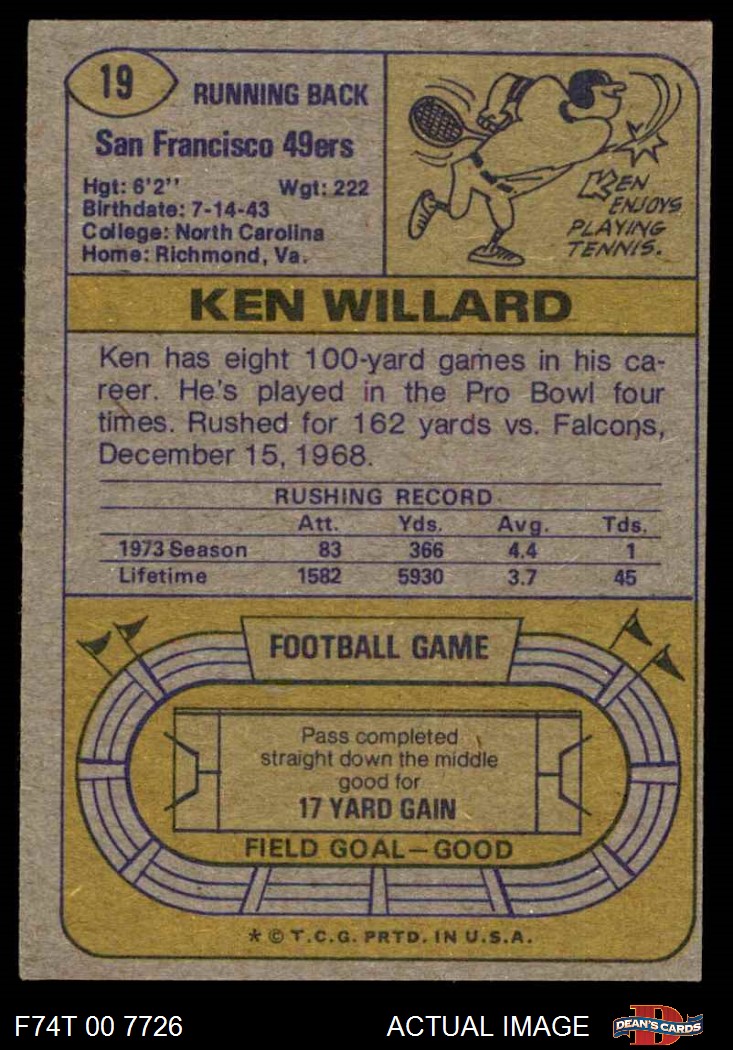 19
RUNNING BACK
San Francisco 49ers
Hgt: 6'2'' Wgt: 222
Birthdate: 7-14-43
College: North Carolina
Home: Richmond, Va.
KEN
ENJOYS
PLAYING
TENNIS.
KEN WILLARD
Ken has eight 100-yard games in his ca-
reer. He's played in the Pro Bowl four
times. Rushed for 162 yards vs. Falcons,
December 15, 1968.
RUSHING RECORD
Att. Yds. Avg. Tds.
1973 Season 83 366 4.4 1
Lifetime 1582 5930 3.7 45
FOOTBALL GAME
Pass completed
straight down the middle
good for
17 YARD GAIN
FIELD GOAL—GOOD
* © T.C.G. PRTD. IN U.S.A.
F74T 00 7726 ACTUAL IMAGE
D
DEAN'S CARDS